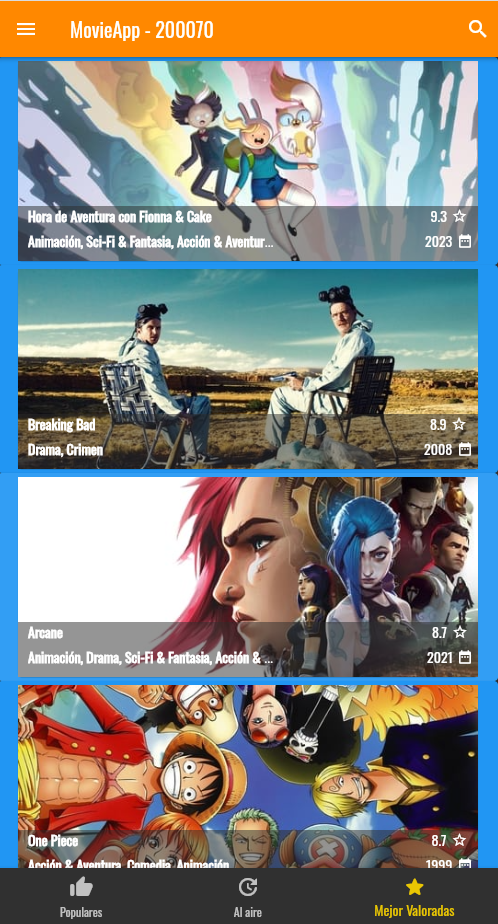 MovieApp - 200070
Hora de Aventura con Fionna & Cake 9.3
Animación, Sci-Fi & Fantasia, Acción & Aventur... 2023
Breaking Bad 8.9
Drama, Crimen 2008
Arcane 8.7
Animación, Drama, Sci-Fi & Fantasia, Acción & ... 2021
One Piece 8.7
Acción & Aventura, Comedia, Animación 1999
Populares Al aire Mejor Valoradas